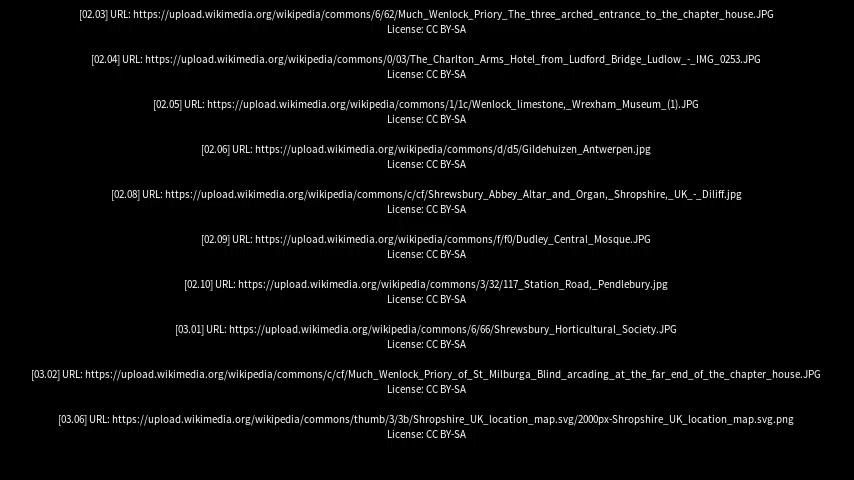 [02.03] URL: https://upload.wikimedia.org/wikipedia/commons/6/62/Much_Wenlock_Priory_The_three_arched_entrance_to_the_chapter_house.JPG
License: CC BY-SA
[02.04] URL: https://upload.wikimedia.org/wikipedia/commons/0/03/The_Charlton_Arms_Hotel_from_Ludford_Bridge_Ludlow_-_IMG_0253.JPG
License: CC BY-SA
[02.05] URL: https://upload.wikimedia.org/wikipedia/commons/1/1c/Wenlock_limestone,_Wrexham_Museum_(1).JPG
License: CC BY-SA
[02.06] URL: https://upload.wikimedia.org/wikipedia/commons/d/d5/Gildehuizen_Antwerpen.jpg
License: CC BY-SA
[02.08] URL: https://upload.wikimedia.org/wikipedia/commons/c/cf/Shrewsbury_Abbey_Altar_and_Organ,_Shropshire,_UK_-_Diliff.jpg
License: CC BY-SA
[02.09] URL: https://upload.wikimedia.org/wikipedia/commons/f/f0/Dudley_Central_Mosque.JPG
License: CC BY-SA
[02.10] URL: https://upload.wikimedia.org/wikipedia/commons/3/32/117_Station_Road,_Pendlebury.jpg
License: CC BY-SA
[03.01] URL: https://upload.wikimedia.org/wikipedia/commons/6/66/Shrewsbury_Horticultural_Society.JPG
License: CC BY-SA
[03.02] URL: https://upload.wikimedia.org/wikipedia/commons/c/cf/Much_Wenlock_Priory_of_St_Milburga_Blind_arcading_at_the_far_end_of_the_chapter_house.JPG
License: CC BY-SA
[03.06] URL: https://upload.wikimedia.org/wikipedia/commons/thumb/3/3b/Shropshire_UK_location_map.svg/2000px-Shropshire_UK_location_map.svg.png
License: CC BY-SA